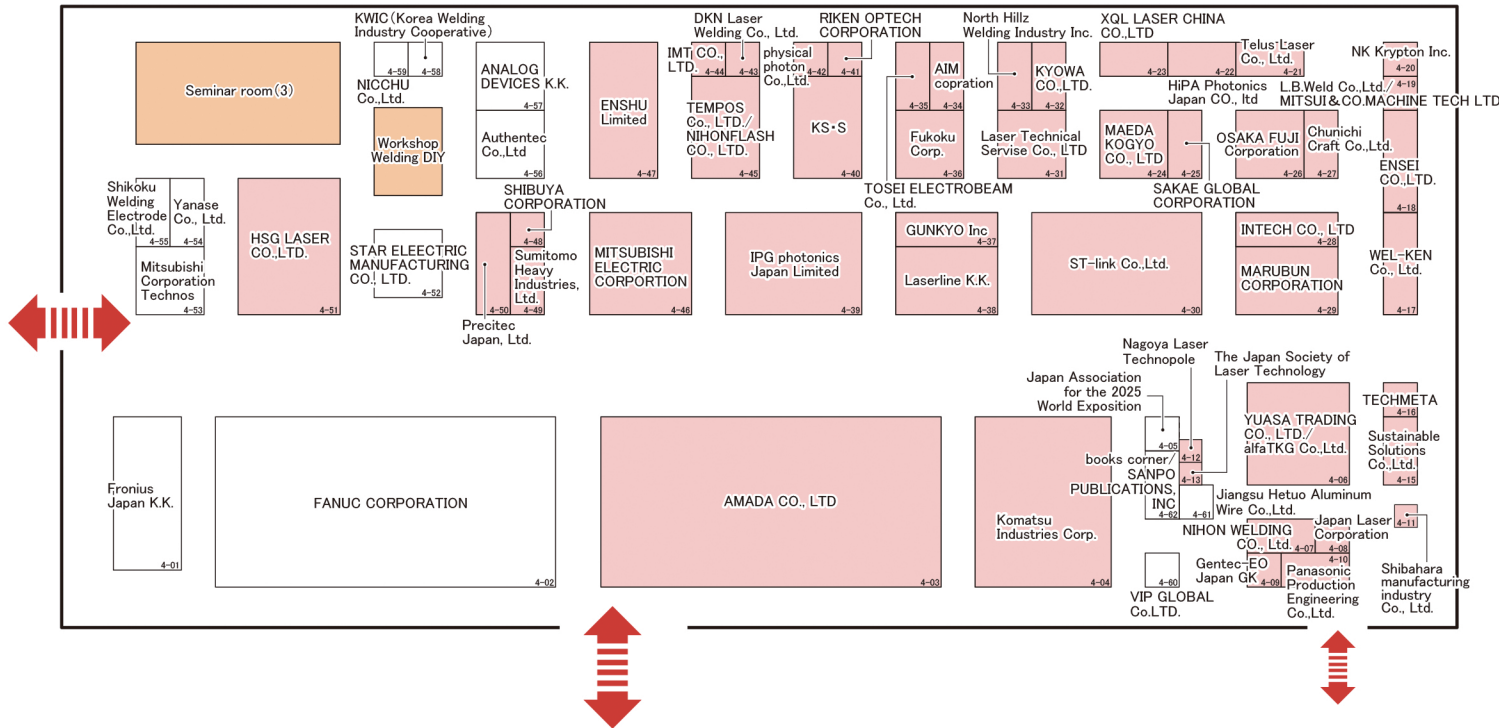 KWIC(Korea Welding
Industry Cooperative)
DKN Laser
Welding Co., Ltd.
RIKEN OPTECH
CORPORATION
North Hillz
Welding Industry Inc.
XQL LASER CHINA
CO.,LTD
Seminar room(3)
4-59
4-58
NICCHU
Co.,Ltd.
ANALOG
DEVICES K.K.
4-57
ENSHU
Limited
4-47
IMT CO.,
LTD.
4-44
4-43
physical
photon
Co.,Ltd.
4-42
4-41
4-35
AIM
copration
4-34
4-33
KYOWA
CO.,LTD.
4-32
4-23
4-22
Telus Laser
Co., Ltd.
4-21
NK Krypton Inc.
4-20
4-19
HiPA Photonics
Japan CO., ltd
L.B.Weld Co.,Ltd./
MITSUI&CO.MACHINE TECH LTD
Workshop
Welding DIY
Authentec
Co.,Ltd
4-56
TEMPOS
Co., LTD./
NIHONFLASH
CO., LTD.
4-45
KS・S
4-40
Fukoku
Corp.
4-36
Laser Technical
Servise Co., LTD
4-31
MAEDA
KOGYO
CO., LTD
4-24
4-25
OSAKA FUJI
Corporation
4-26
Chunichi
Craft Co.,Ltd.
4-27
ENSEI
CO.,LTD.
4-18
Shikoku
Welding
Electrode
Co.,Ltd.
4-55
Yanase
Co., Ltd.
4-54
HSG LASER
CO.,LTD.
4-51
SHIBUYA
CORPORATION
TOSEI ELECTROBEAM
Co., Ltd.
SAKAE GLOBAL
CORPORATION
Mitsubishi
Corporation
Technos
4-53
STAR ELEECTRIC
MANUFACTURING
CO., LTD.
4-52
4-50
4-48
Sumitomo
Heavy
Industries,
Ltd.
4-49
Precitec
Japan, Ltd.
MITSUBISHI
ELECTRIC
CORPORTION
4-46
IPG photonics
Japan Limited
4-39
GUNKYO Inc
4-37
Laserline K.K.
4-38
ST-link Co.,Ltd.
4-30
INTECH CO., LTD
4-28
MARUBUN
CORPORATION
4-29
WEL-KEN
Co., Ltd.
4-17
Nagoya Laser
Technopole
The Japan Society of
Laser Technology
Japan Association
for the 2025
World Exposition
Fronius
Japan K.K.
4-01
FANUC CORPORATION
4-02
AMADA CO., LTD
4-03
Komatsu
Industries Corp.
4-04
4-05
4-12
4-13
books corner/
SANPO
PUBLICATIONS,
INC
4-62
4-61
YUASA TRADING
CO., LTD./
alfaTKG Co.,Ltd.
4-06
TECHMETA
4-16
Sustainable
Solutions
Co.,Ltd.
4-15
Jiangsu Hetuo Aluminum
Wire Co.,Ltd.
NIHON WELDING
CO., Ltd.
4-07
Japan Laser
Corporation
4-08
4-11
Gentec-EO
Japan GK
4-09
4-10
Panasonic
Production
Engineering
Co.,Ltd.
Shibahara
manufacturing
industry
Co., Ltd.
4-60
VIP GLOBAL
Co.LTD.